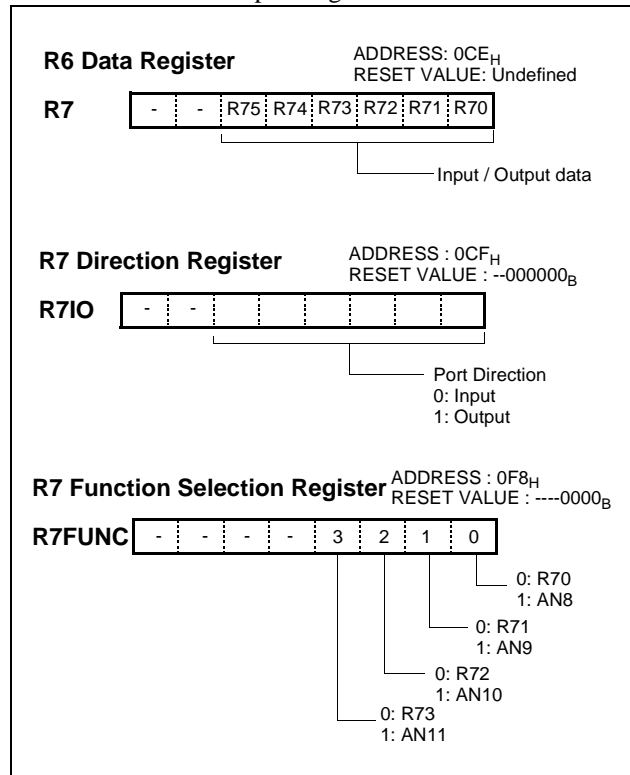 R6 Data Register
ADDRESS: 0CEH
RESET VALUE: Undefined
R7 - - R75 R74 R73 R72 R71 R70
Input / Output data
R7 Direction Register
ADDRESS : 0CFH
RESET VALUE : --000000B
R7IO - -
Port Direction
0: Input
1: Output
R7 Function Selection Register
ADDRESS : 0F8H
RESET VALUE : ----0000B
R7FUNC - - - - 3 2 1 0
0: R70
1: AN8
0: R71
1: AN9
0: R72
1: AN10
0: R73
1: AN11